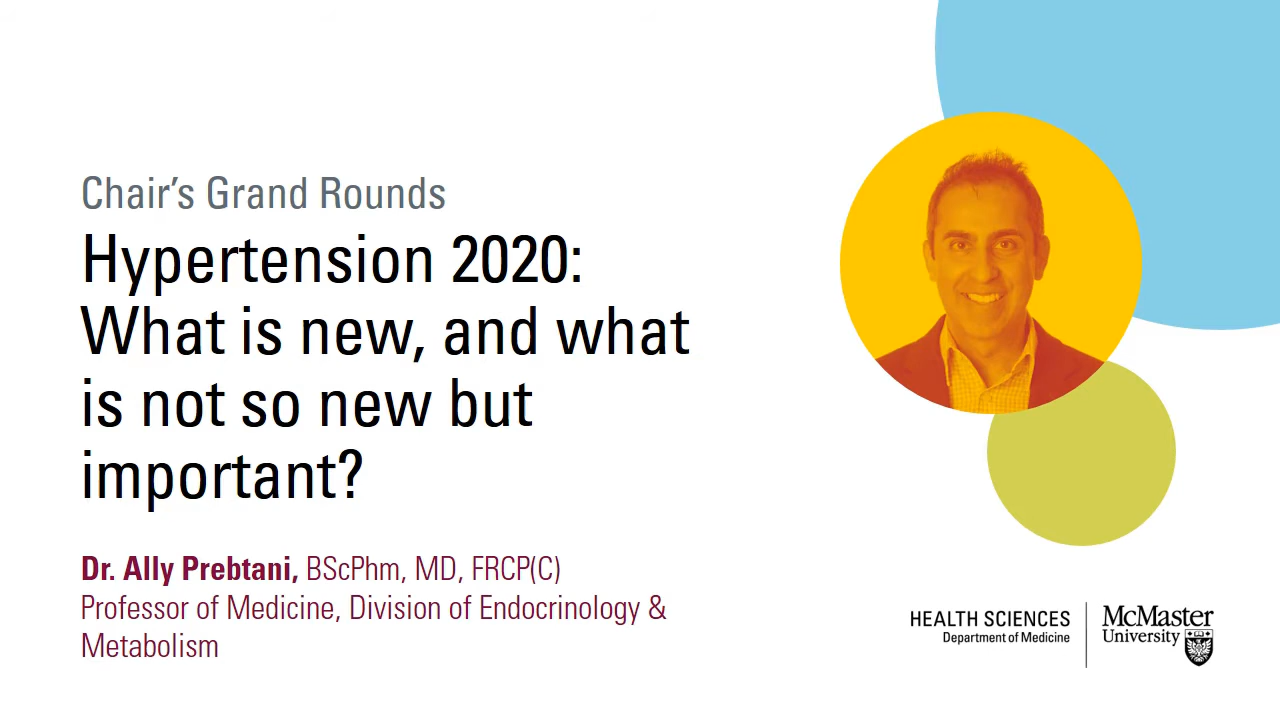 Chair’s Grand Rounds
Hypertension 2020:
What is new, and what
is not so new but
important?
Dr. Ally Prebtani, BScPhm, MD, FRCP(C)
Professor of Medicine, Division of Endocrinology &
Metabolism
HEALTH SCIENCES
Department of Medicine
McMaster
University